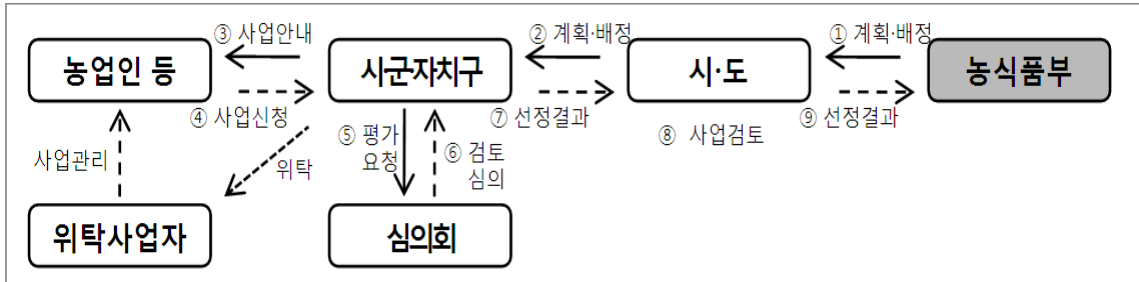 ③ 사업안내
② 계획·배정
① 계획·배정
농업인 등
시군자치구
시·도
농식품부
④ 사업신청
⑦ 선정결과
⑧ 사업검토
⑨ 선정결과
사업관리
위탁
⑤ 평가
요청
⑥ 검토
심의
위탁사업자
심의회